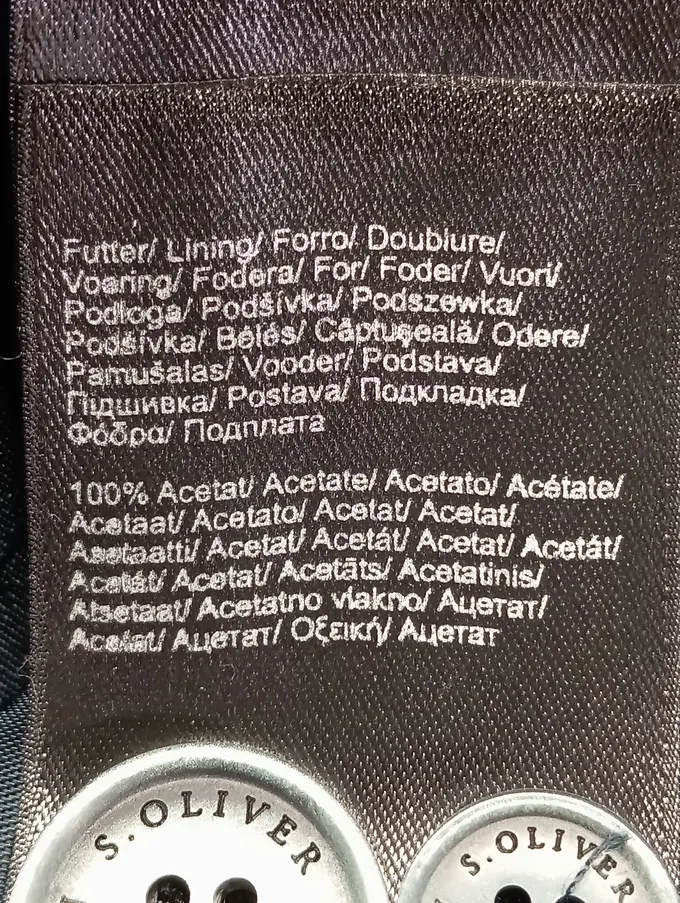 Futter/ Lining/ Forro/ Doublure/
Voering/ Fodera/ For/ Foder/ Vuori/
Podłoga/ Podšívka/ Podszewka/
Podšívka/ Bélés/ Căptuşeală/ Odere/
Pamušalas/ Vooder/ Podstava/
Підшивка/ Postava/ Подкладка/
Φόδρα/ Подплата
100% Acetat/ Acetate/ Acetato/ Acétate/
Acetaat/ Acetato/ Acetat/ Acetat/
Asetaatti/ Acetat/ Acetát/ Acetat/ Acetát/
Acetát/ Acetat/ Acetāts/ Acetatinis/
Atsetaat/ Acetatno vlakno/ Ацетат/
Acetat/ Ацетат/ Οξεική/ Ацетат
S.OLIVER
S.OLIVER